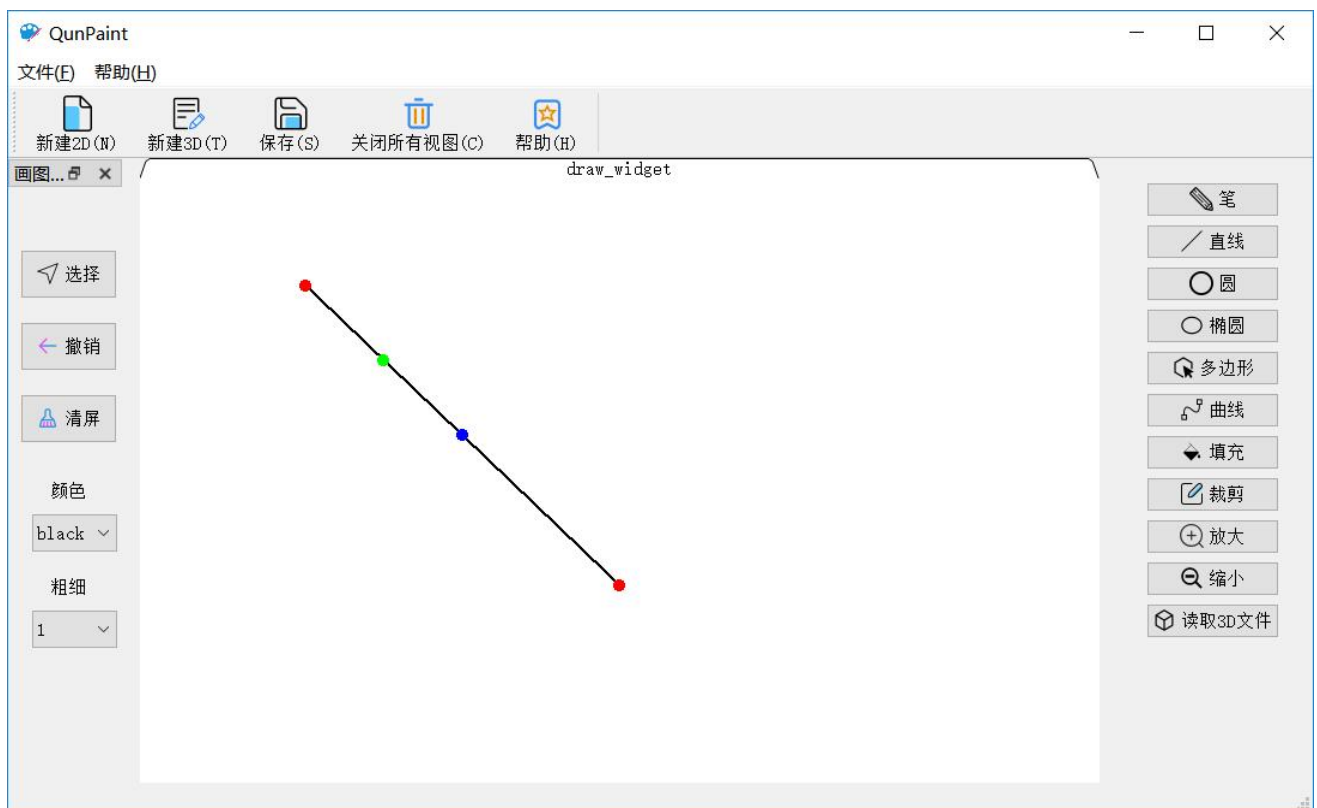 QunPaint
文件(F) 帮助(H)
新建2D(N) 新建3D(T) 保存(S) 关闭所有视图(C) 帮助(H)
画图...
draw_widget
选择
撤销
清屏
颜色
black
粗细
1
笔
直线
圆
椭圆
多边形
曲线
填充
裁剪
放大
缩小
读取3D文件